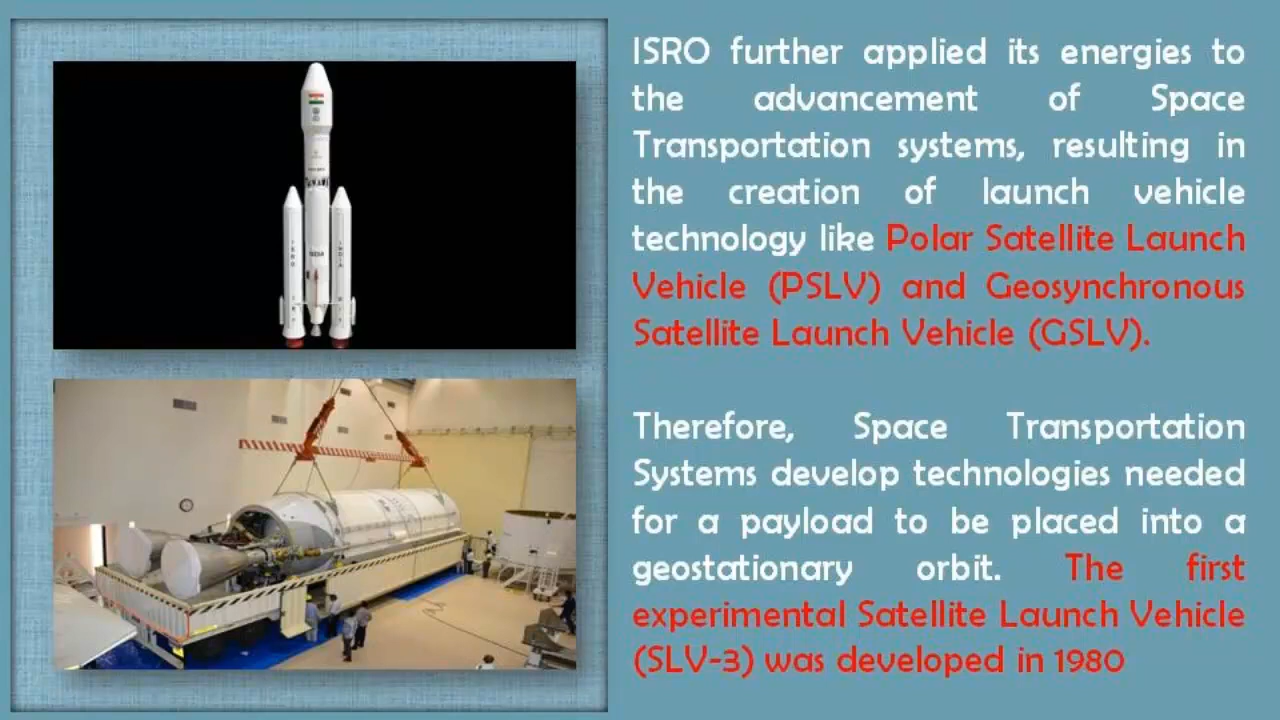 ISRO further applied its energies to
the advancement of Space
Transportation systems, resulting in
the creation of launch vehicle
technology like Polar Satellite Launch
Vehicle (PSLV) and Geosynchronous
Satellite Launch Vehicle (GSLV).
Therefore, Space Transportation
Systems develop technologies needed
for a payload to be placed into a
geostationary orbit. The first
experimental Satellite Launch Vehicle
(SLV-3) was developed in 1980